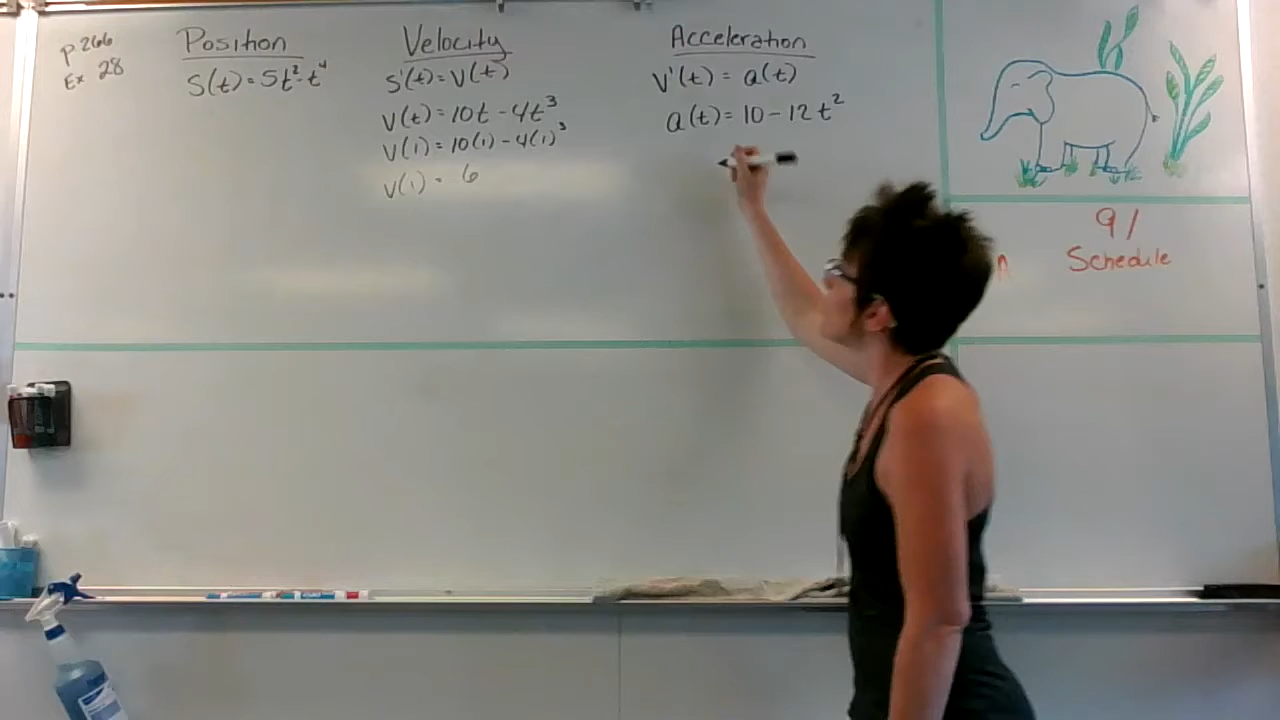 p 266
Ex 28
Position
S(t) = 5t² - t⁴
Velocity
s'(t) = v(t)
v(t) = 10t - 4t³
v(1) = 10(1) - 4(1)³
v(1) = 6
Acceleration
v'(t) = a(t)
a(t) = 10 - 12t²
91
Schedule